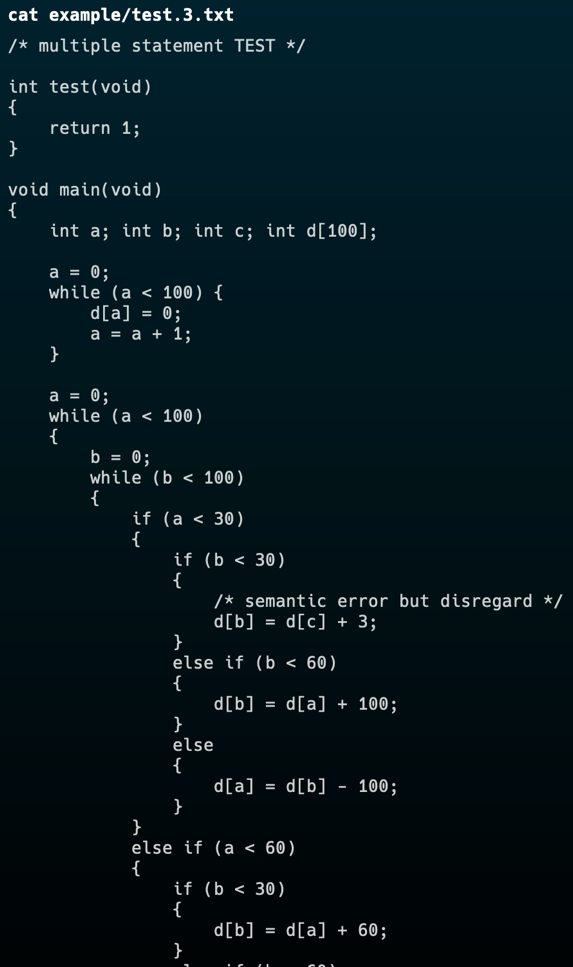 cat example/test.3.txt
/* multiple statement TEST */
int test(void)
{
    return 1;
}
void main(void)
{
    int a; int b; int c; int d[100];
    a = 0;
    while (a < 100) {
        d[a] = 0;
        a = a + 1;
    }
    a = 0;
    while (a < 100)
    {
        b = 0;
        while (b < 100)
        {
            if (a < 30)
            {
                if (b < 30)
                {
                    /* semantic error but disregard */
                    d[b] = d[c] + 3;
                }
                else if (b < 60)
                {
                    d[b] = d[a] + 100;
                }
                else
                {
                    d[a] = d[b] - 100;
                }
            }
            else if (a < 60)
            {
                if (b < 30)
                {
                    d[b] = d[a] + 60;
                }